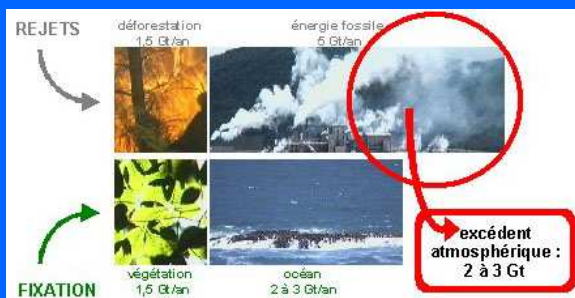 REJETS
déforestation
1,5 Gt/an
énergie fossile
5 Gt/an
excédent
atmosphérique :
2 à 3 Gt
FIXATION
végétation
1,5 Gt/an
océan
2 à 3 Gt/an